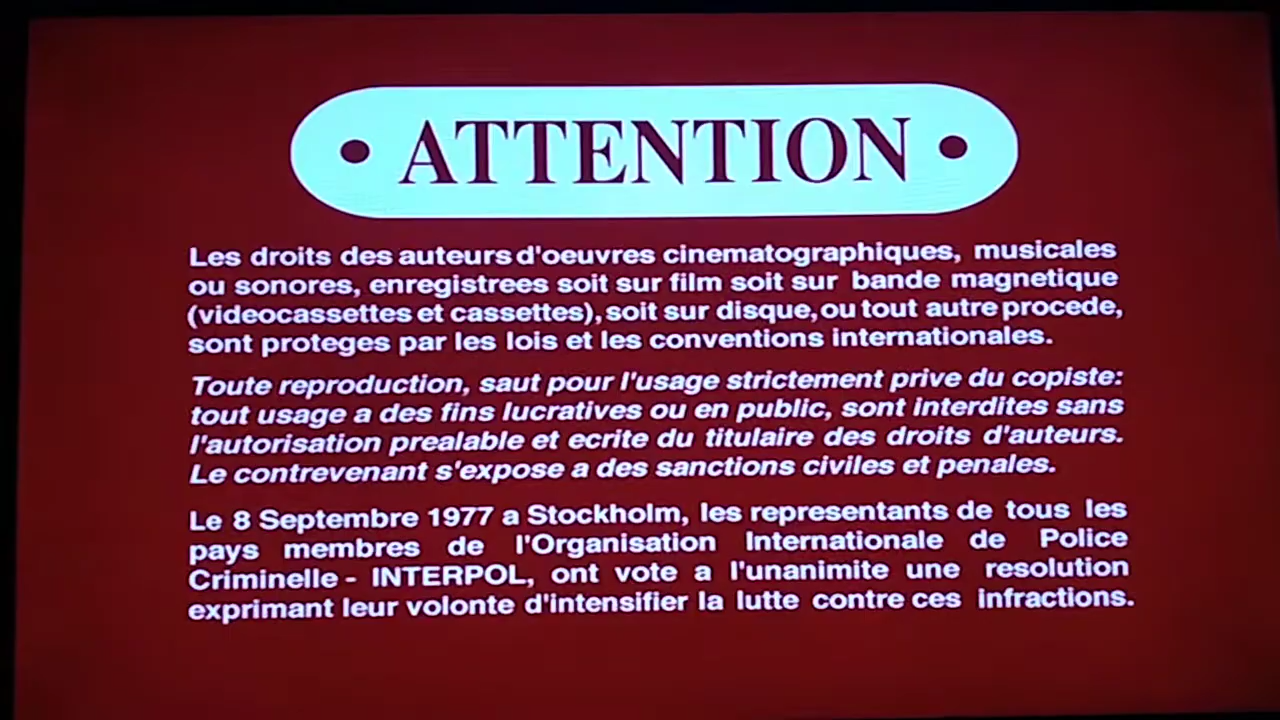 • ATTENTION •
Les droits des auteurs d'oeuvres cinematographiques, musicales
ou sonores, enregistrees soit sur film soit sur bande magnetique
(videocassettes et cassettes), soit sur disque, ou tout autre procede,
sont proteges par les lois et les conventions internationales.
Toute reproduction, saut pour l'usage strictement prive du copiste:
tout usage a des fins lucratives ou en public, sont interdites sans
l'autorisation prealable et ecrite du titulaire des droits d'auteurs.
Le contrevenant s'expose a des sanctions civiles et penales.
Le 8 Septembre 1977 a Stockholm, les representants de tous les
pays membres de l'Organisation Internationale de Police
Criminelle - INTERPOL, ont vote a l'unanimite une resolution
exprimant leur volonte d'intensifier la lutte contre ces infractions.